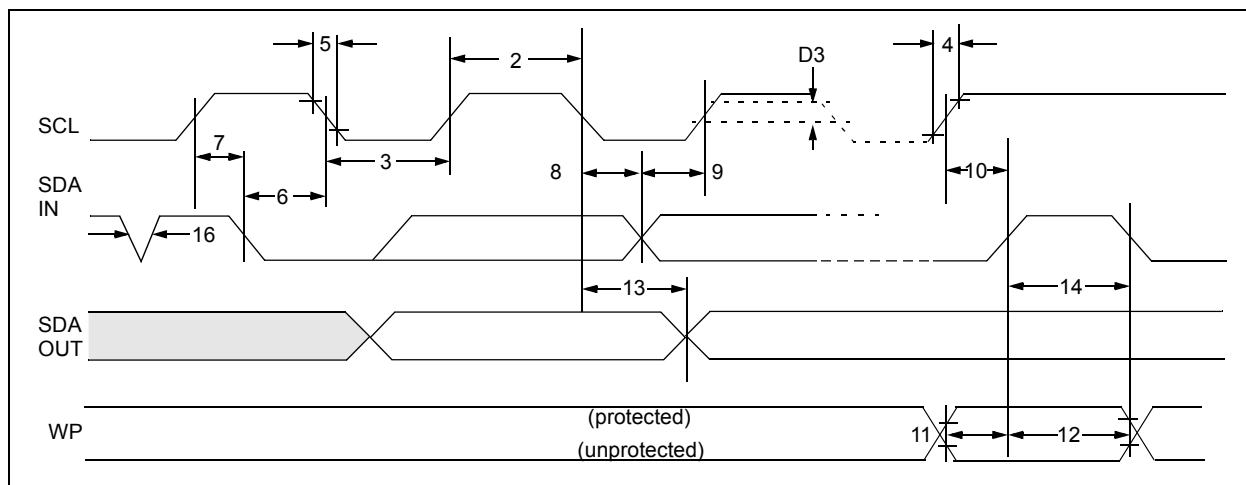 5
2
D3
4
SCL
7
3
8
9
10
SDA
IN
6
16
13
14
SDA
OUT
WP
(protected)
(unprotected)
11
12